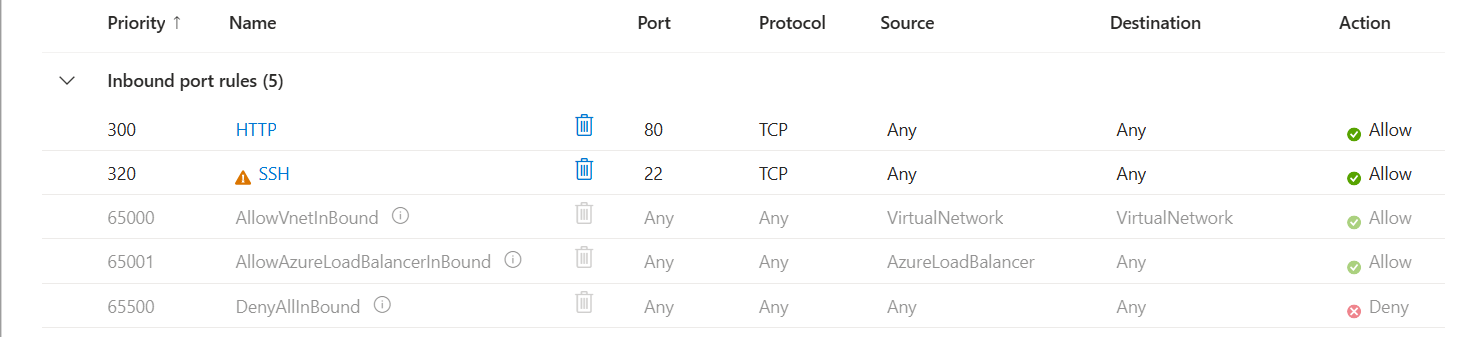 Priority ↑ Name Port Protocol Source Destination Action
Inbound port rules (5)
300 HTTP 80 TCP Any Any Allow
320 SSH 22 TCP Any Any Allow
65000 AllowVnetInBound Any Any VirtualNetwork VirtualNetwork Allow
65001 AllowAzureLoadBalancerInBound Any Any AzureLoadBalancer Any Allow
65500 DenyAllInBound Any Any Any Any Deny